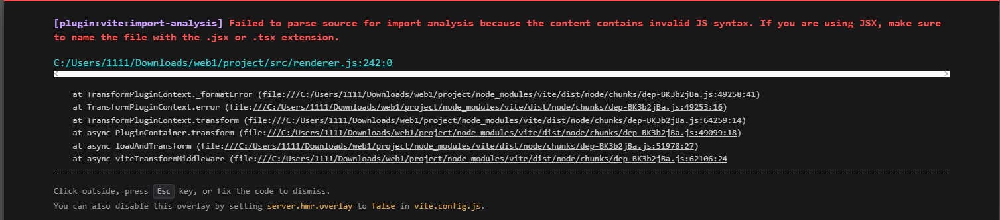 [plugin:vite:import-analysis] Failed to parse source for import analysis because the content contains invalid JS syntax. If you are using JSX, make sure
to name the file with the .jsx or .tsx extension.
C:/Users/1111/Downloads/web1/project/src/renderer.js:242:0
at TransformPluginContext._formatError (file:///C:/Users/1111/Downloads/web1/project/node_modules/vite/dist/node/chunks/dep-BK3b2jBa.js:49258:41)
at TransformPluginContext.error (file:///C:/Users/1111/Downloads/web1/project/node_modules/vite/dist/node/chunks/dep-BK3b2jBa.js:49253:16)
at TransformPluginContext.transform (file:///C:/Users/1111/Downloads/web1/project/node_modules/vite/dist/node/chunks/dep-BK3b2jBa.js:64259:14)
at async PluginContainer.transform (file:///C:/Users/1111/Downloads/web1/project/node_modules/vite/dist/node/chunks/dep-BK3b2jBa.js:49099:18)
at async loadAndTransform (file:///C:/Users/1111/Downloads/web1/project/node_modules/vite/dist/node/chunks/dep-BK3b2jBa.js:51978:27)
at async viteTransformMiddleware (file:///C:/Users/1111/Downloads/web1/project/node_modules/vite/dist/node/chunks/dep-BK3b2jBa.js:62106:24
Click outside, press Esc key, or fix the code to dismiss.
You can also disable this overlay by setting server.hmr.overlay to false in vite.config.js.